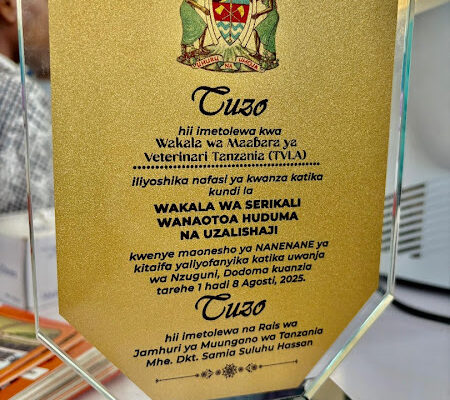 UHURU NA UMOJA
Tuzo
hii imetolewa kwa
Wakala wa Maabara ya
Veterinari Tanzania (TVLA)
iliyoshika nafasi ya kwanza katika
kundi la
WAKALA WA SERIKALI
WANAOTOA HUDUMA
NA UZALISHAJI
kwenye maonesho ya NANENANE ya
kitaifa yaliyofanyika katika uwanja
wa Nzuguni, Dodoma kuanzia
tarehe 1 hadi 8 Agosti, 2025.
Tuzo
hii imetolewa na Rais wa
Jamhuri ya Muungano wa Tanzania
Mhe. Dkt. Samia Suluhu Hassan